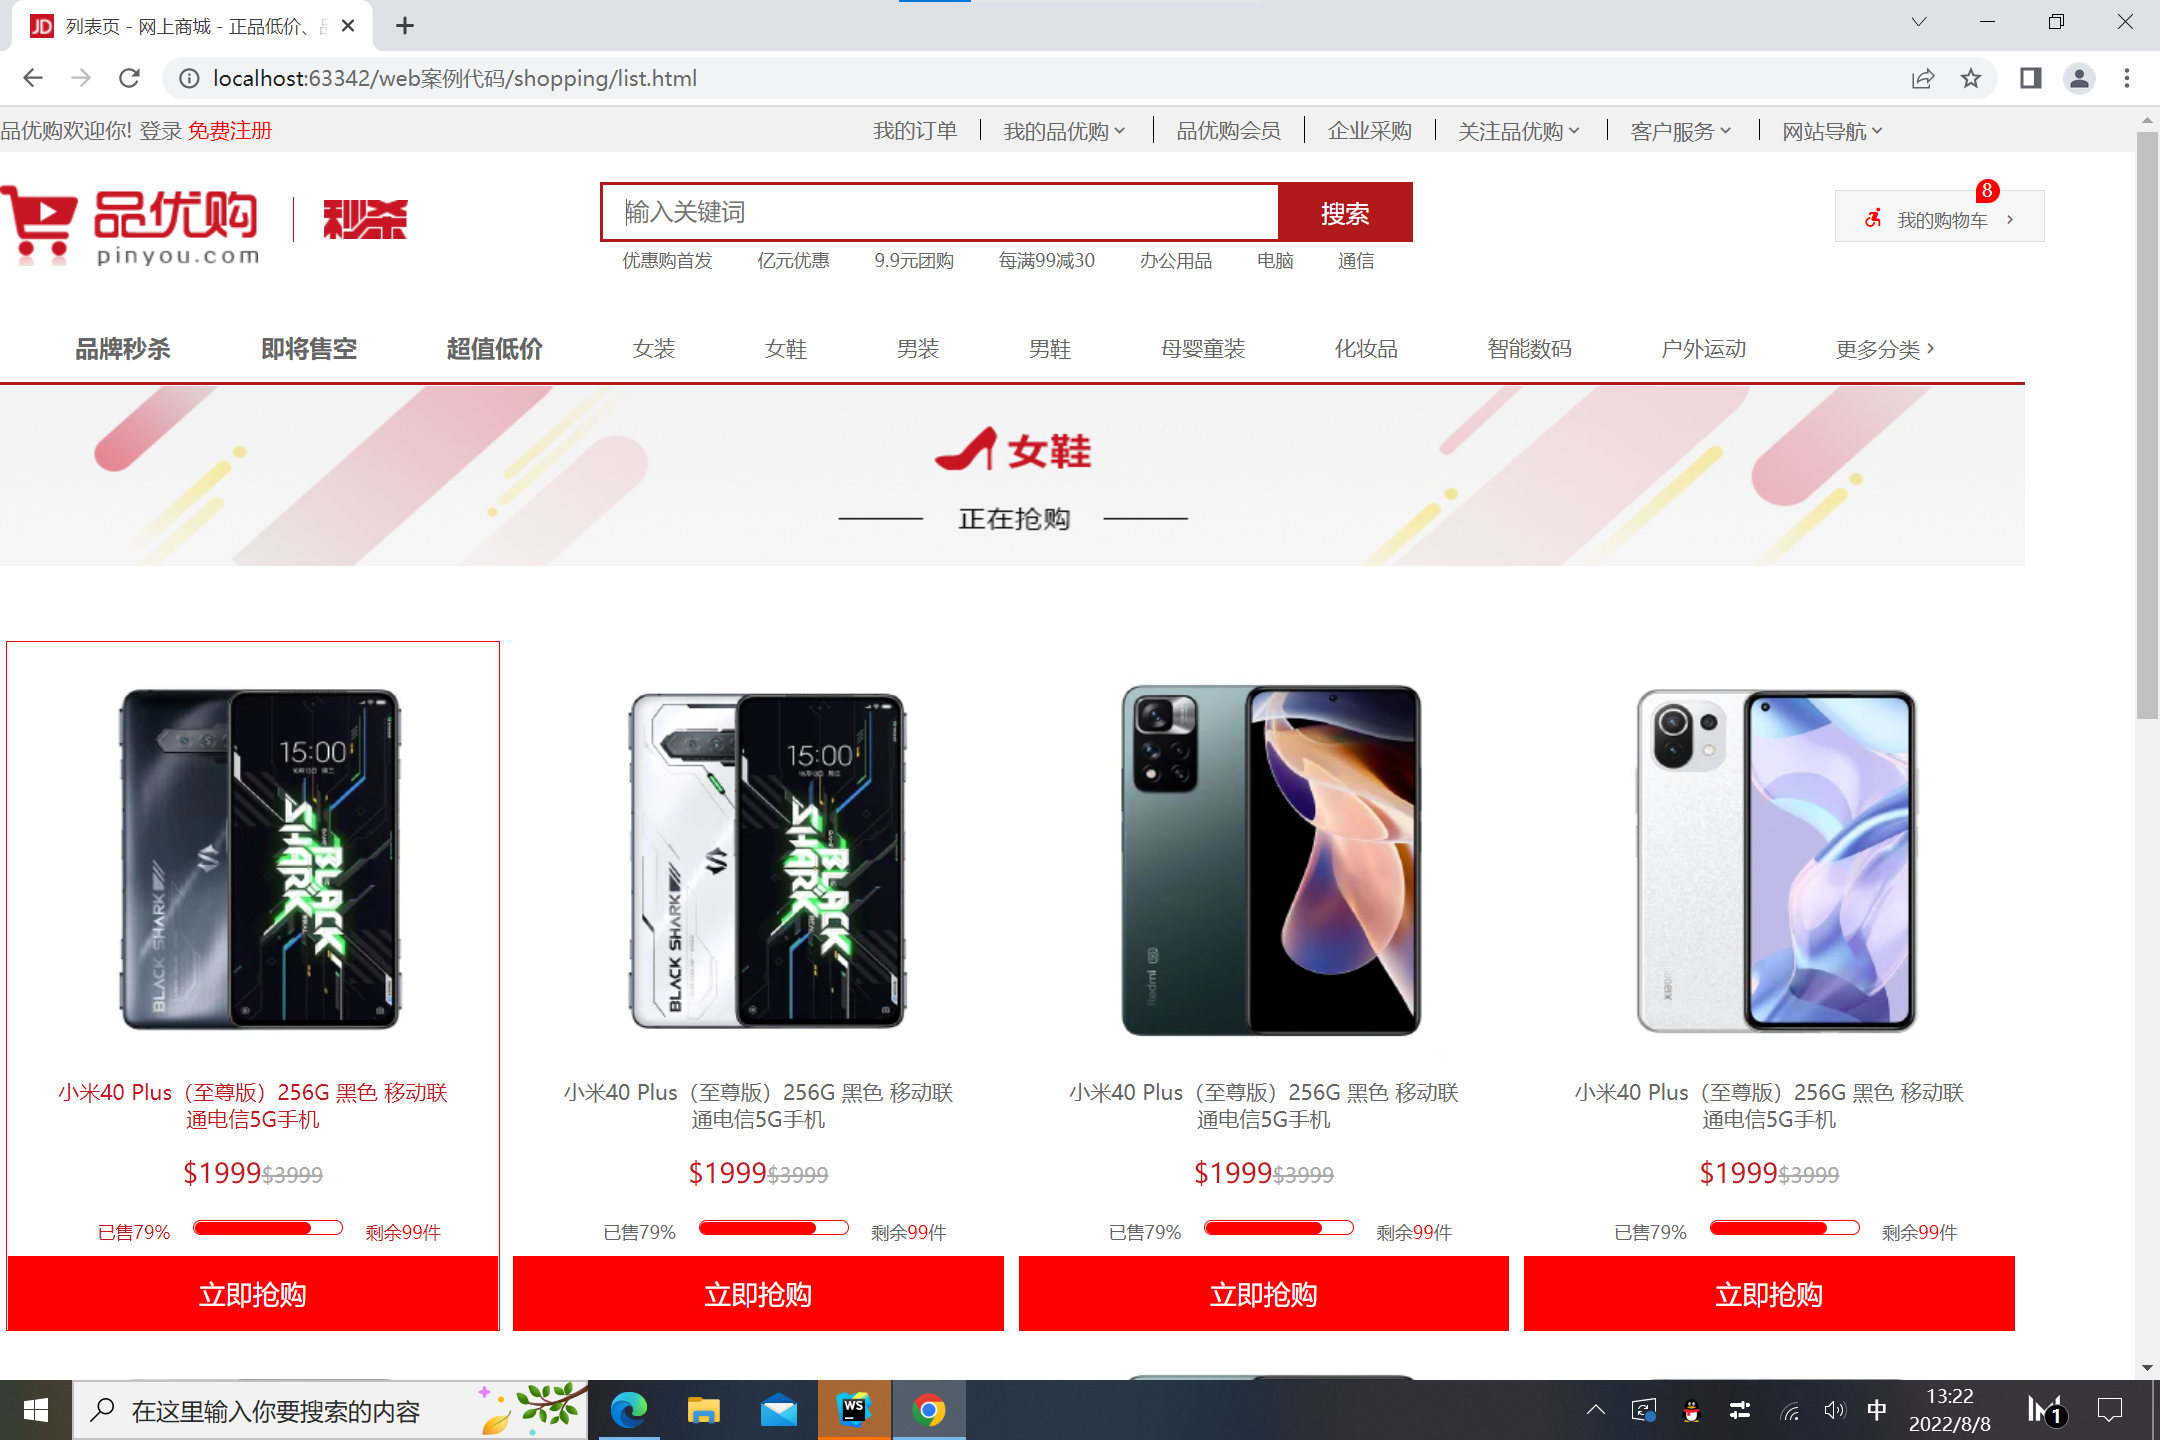 列表页 - 网上商城 - 正品低价、
localhost:63342/web案例代码/shopping/list.html
品优购欢迎你! 登录 免费注册
我的订单 我的品优购 品优购会员 企业采购 关注品优购 客户服务 网站导航
品优购
pinyou.com
秒杀
输入关键词
搜索
8
我的购物车
优惠购首发 亿元优惠 9.9元团购 每满99减30 办公用品 电脑 通信
品牌秒杀 即将售空 超值低价 女装 女鞋 男装 男鞋 母婴童装 化妆品 智能数码 户外运动 更多分类
女鞋
正在抢购
15:00
BLACK SHARK
BLACK SHARK
15:00
BLACK SHARK
BLACK SHARK
Redmi
小米40 Plus（至尊版）256G 黑色 移动联
通电信5G手机
$1999$3999
已售79% 剩余99件
立即抢购
小米40 Plus（至尊版）256G 黑色 移动联
通电信5G手机
$1999$3999
已售79% 剩余99件
立即抢购
小米40 Plus（至尊版）256G 黑色 移动联
通电信5G手机
$1999$3999
已售79% 剩余99件
立即抢购
小米40 Plus（至尊版）256G 黑色 移动联
通电信5G手机
$1999$3999
已售79% 剩余99件
立即抢购
在这里输入你要搜索的内容
WS
中
13:22
2022/8/8
1